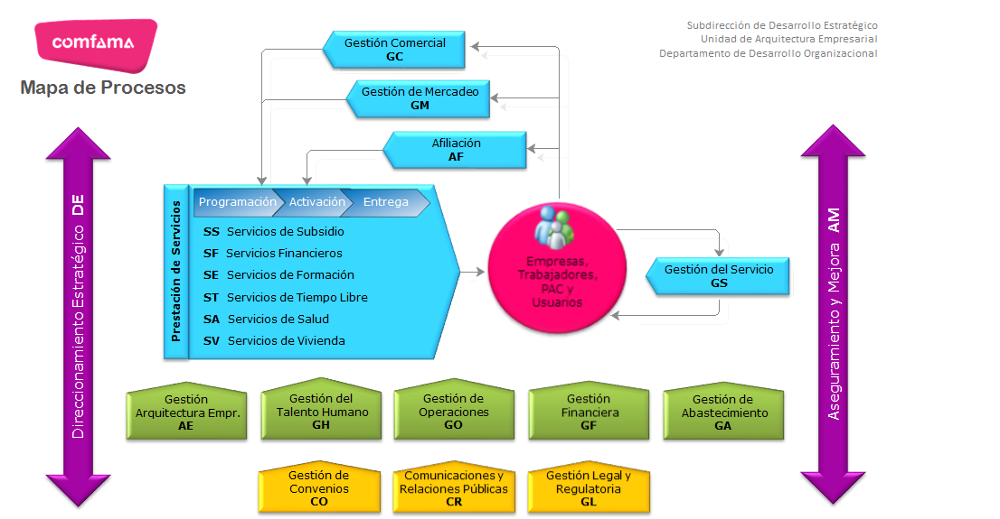 comfama
Mapa de Procesos
Subdirección de Desarrollo Estratégico
Unidad de Arquitectura Empresarial
Departamento de Desarrollo Organizacional
Gestión Comercial
GC
Gestión de Mercadeo
GM
Afiliación
AF
Direccionamiento Estratégico DE
Prestación de Servicios
Programación
Activación
Entrega
SS Servicios de Subsidio
SF Servicios Financieros
SE Servicios de Formación
ST Servicios de Tiempo Libre
SA Servicios de Salud
SV Servicios de Vivienda
Empresas,
Trabajadores,
PAC y
Usuarios
Gestión del Servicio
GS
Aseguramiento y Mejora AM
Gestión
Arquitectura Empr.
AE
Gestión del
Talento Humano
GH
Gestión de
Operaciones
GO
Gestión
Financiera
GF
Gestión de
Abastecimiento
GA
Gestión de
Convenios
CO
Comunicaciones y
Relaciones Públicas
CR
Gestión Legal y
Regulatoria
GL